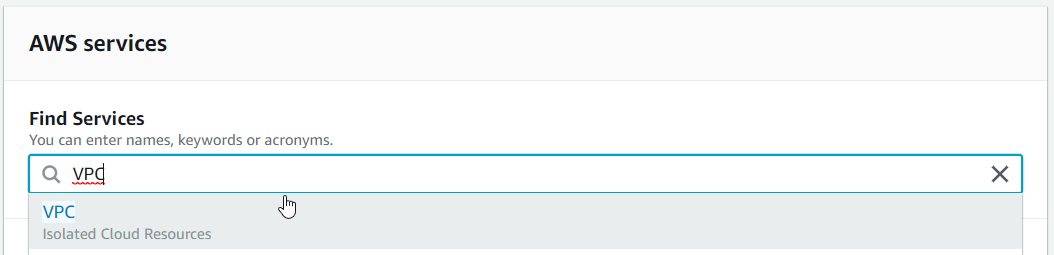 AWS services
Find Services
You can enter names, keywords or acronyms.
VPC
VPC
Isolated Cloud Resources